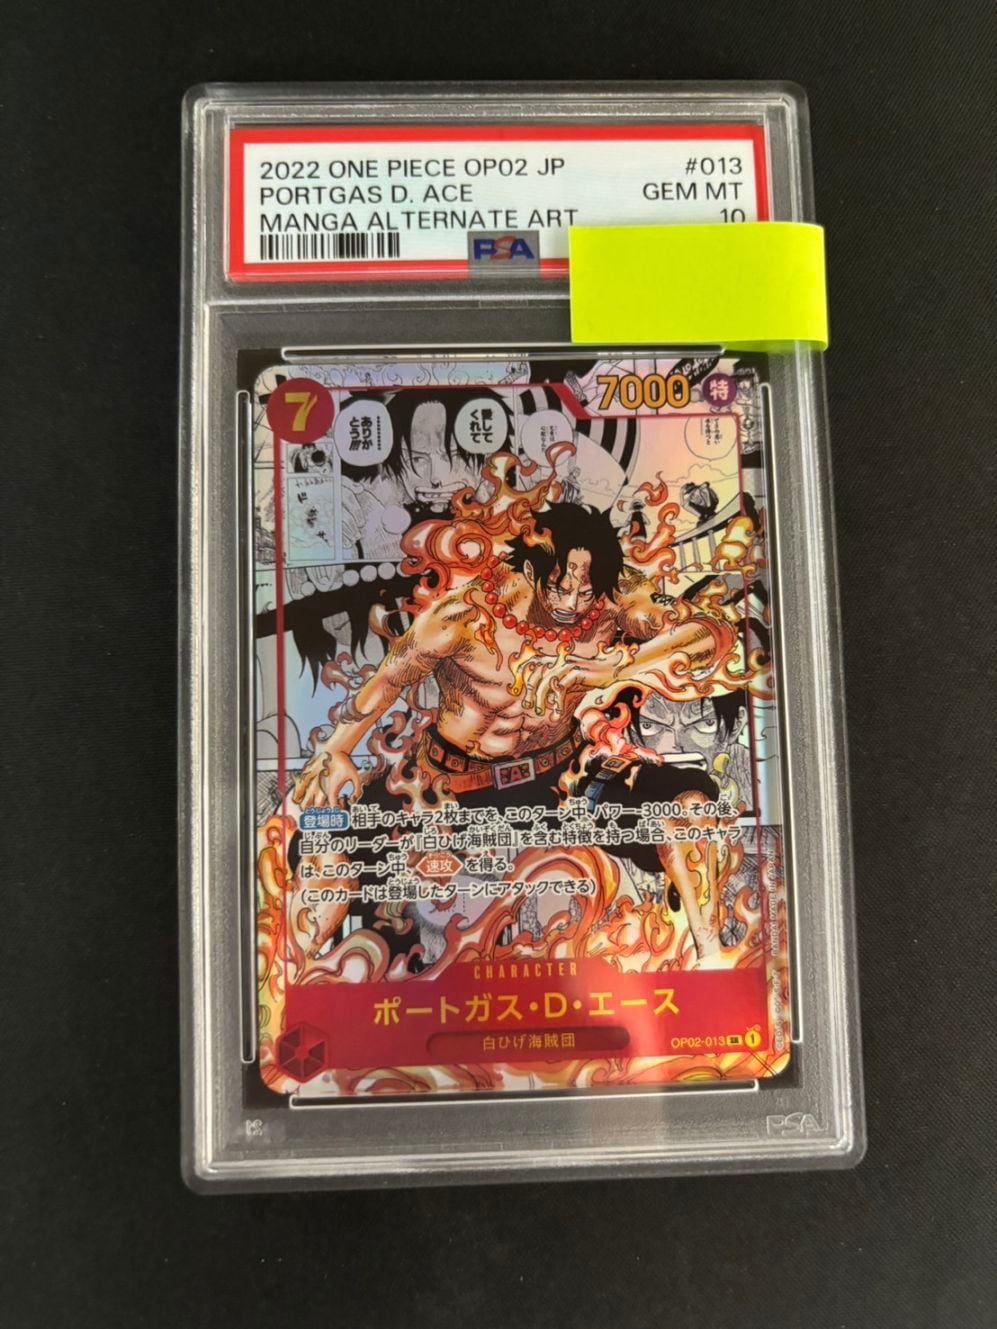 2022 ONE PIECE OP02 JP #013
PORTGAS D. ACE GEM MT
MANGA ALTERNATE ART 10
PSA
7
7000 特
愛して
くれて
………
ありが
とう!!!
登場時 相手のキャラ2枚までを、このターン中、パワー-3000。その後、
自分のリーダーが『白ひげ海賊団』を含む特徴を持つ場合、このキャラ
は、このターン中、速攻を得る。
(このカードは登場したターンにアタックできる)
CHARACTER
ポートガス・D・エース
白ひげ海賊団
OP02-013 SR 1
PSA